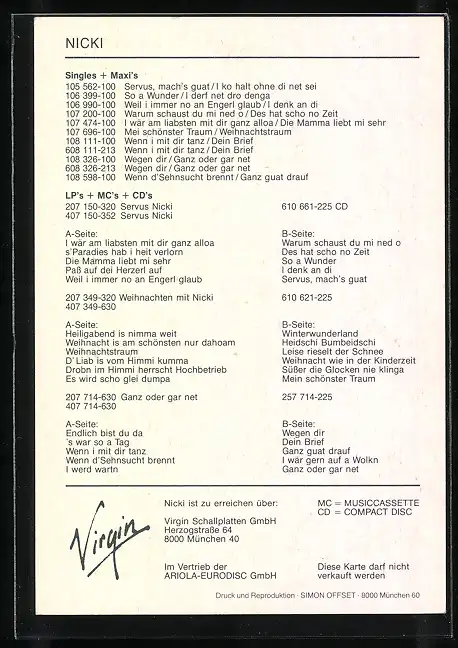 NICKI
Singles + Maxi's
105 562-100 Servus, mach's guat / I ko halt ohne di net sei
106 399-100 So a Wunder / I derf net dro denga
106 990-100 Weil i immer no an Engerl glaub / I denk an di
107 200-100 Warum schaust du mi ned o / Des hat scho no Zeit
107 474-100 I wär am liabsten mit dir ganz alloa / Die Mamma liebt mi sehr
107 696-100 Mei schönster Traum / Weihnachtstraum
108 111-100 Wenn i mit dir tanz / Dein Brief
608 111-213 Wenn i mit dir tanz / Dein Brief
108 326-100 Wegen dir / Ganz oder gar net
608 326-213 Wegen dir / Ganz oder gar net
108 598-100 Wenn d'Sehnsucht brennt / Ganz guat drauf
LP's + MC's + CD's
207 150-320 Servus Nicki 610 661-225 CD
407 150-352 Servus Nicki
A-Seite: B-Seite:
I wär am liabsten mit dir ganz alloa Warum schaust du mi ned o
s'Paradies hab i heit verlorn Des hat scho no Zeit
Die Mamma liebt mi sehr So a Wunder
Paß auf dei Herzerl auf I denk an di
Weil i immer no an Engerl glaub Servus, mach's guat
207 349-320 Weihnachten mit Nicki 610 621-225
407 349-630
A-Seite: B-Seite:
Heiligabend is nimma weit Winterwunderland
Weihnacht is am schönsten nur dahoam Heidschi Bumbeidschi
Weihnachtstraum Leise rieselt der Schnee
D'Liab is vom Himmi kumma Weihnacht wie in der Kinderzeit
Drobn im Himmi herrscht Hochbetrieb Süßer die Glocken nie klinga
Es wird scho glei dumpa Mein schönster Traum
207 714-630 Ganz oder gar net 257 714-225
407 714-630
A-Seite: B-Seite:
Endlich bist du da Wegen dir
's war so a Tag Dein Brief
Wenn i mit dir tanz Ganz guat drauf
Wenn d'Sehnsucht brennt I wär gern auf a Wolkn
I werd wartn Ganz oder gar net
Virgin
Nicki ist zu erreichen über:
Virgin Schallplatten GmbH
Herzogstraße 64
8000 München 40
Im Vertrieb der
ARIOLA-EURODISC GmbH
MC = MUSICCASSETTE
CD = COMPACT DISC
Diese Karte darf nicht
verkauft werden
Druck und Reproduktion · SIMON OFFSET · 8000 München 60